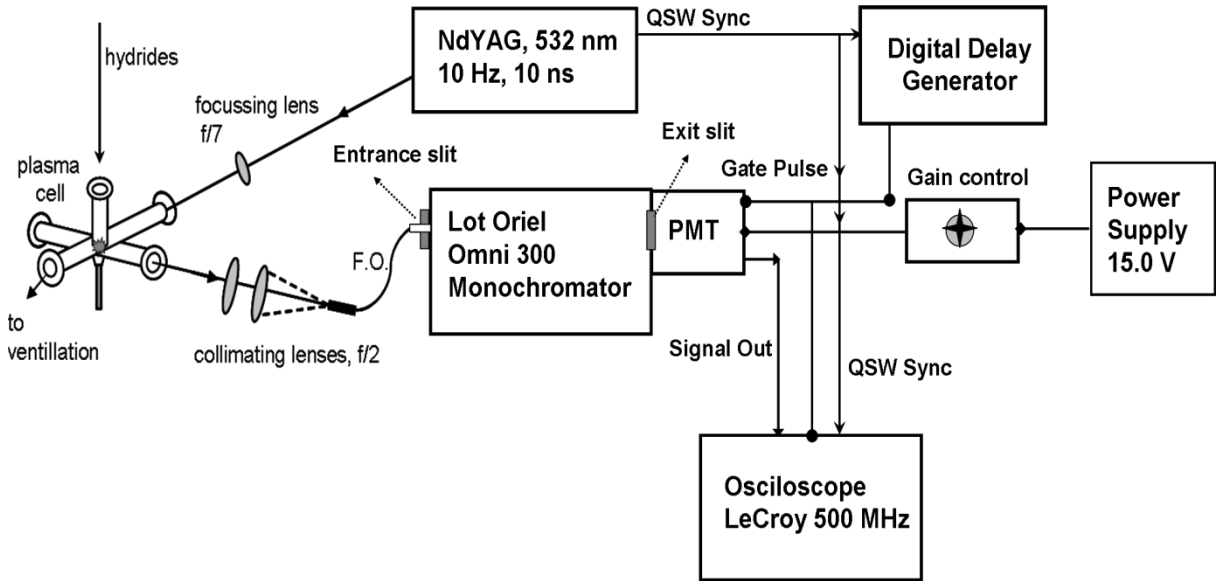 QSW Sync
NdYAG, 532 nm
10 Hz, 10 ns
Digital Delay
Generator
hydrides
focussing lens
f/7
plasma
cell
Entrance slit
Exit slit
Gate Pulse
Gain control
Lot Oriel
Omni 300
Monochromator
PMT
Power
Supply
15.0 V
F.O.
to
ventillation
collimating lenses, f/2
Signal Out
QSW Sync
Osciloscope
LeCroy 500 MHz